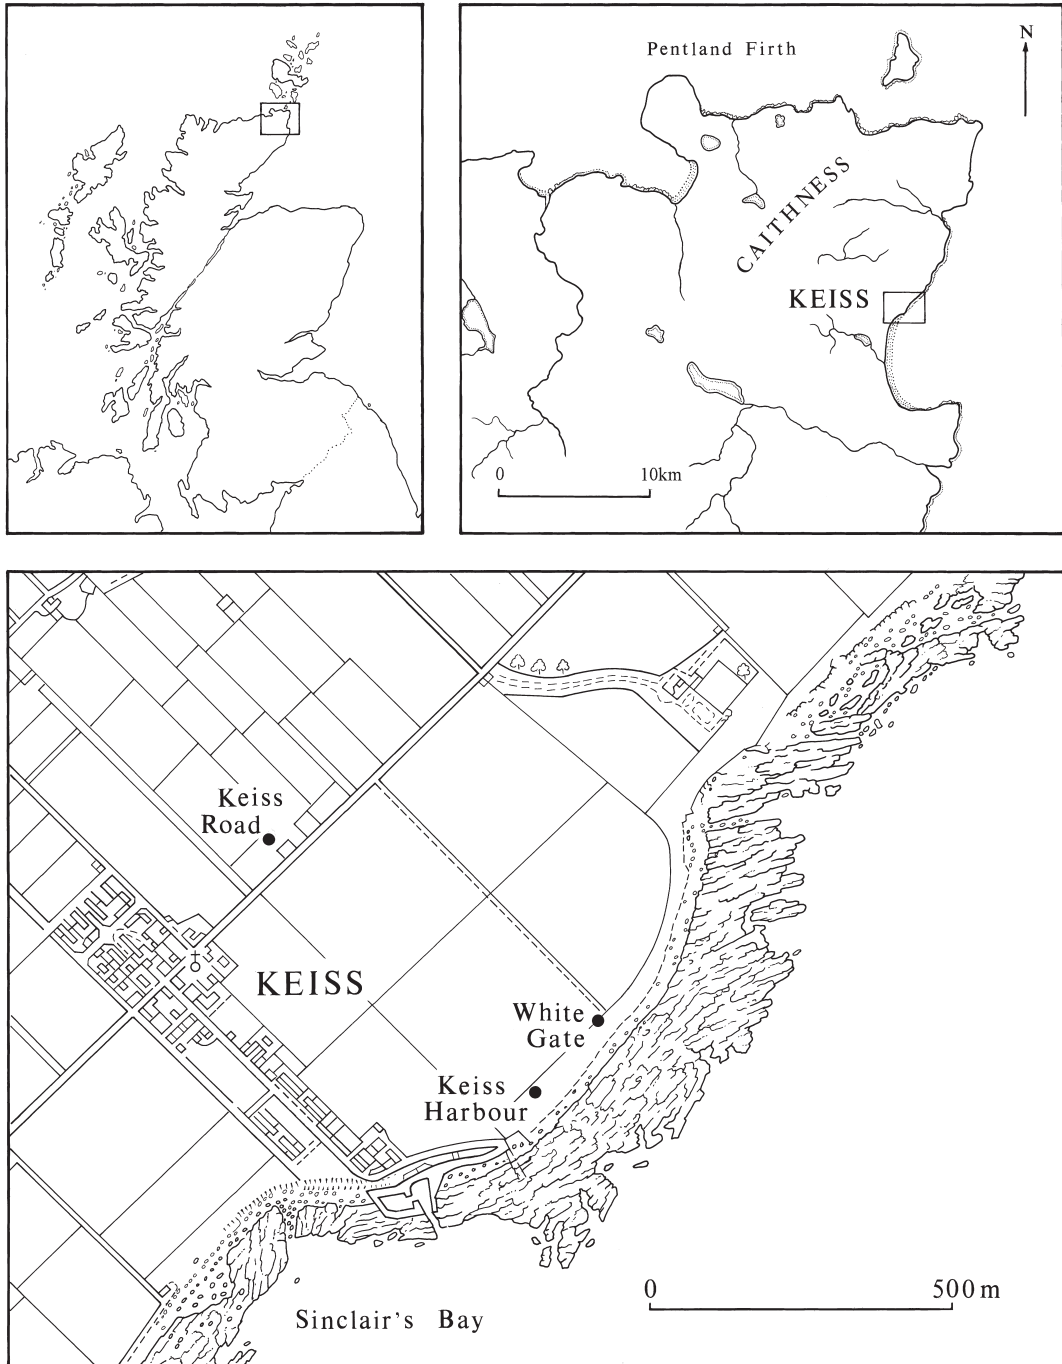 Pentland Firth
N
CAITHNESS
KEISS
0
10km
Keiss
Road
KEISS
White
Gate
Keiss
Harbour
0
500 m
Sinclair's Bay